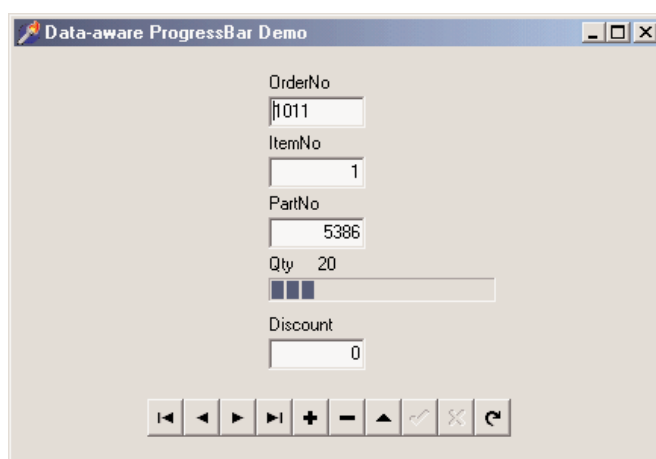 Data-aware ProgressBar Demo
OrderNo
1011
ItemNo
1
PartNo
5386
Qty 20
Discount
0